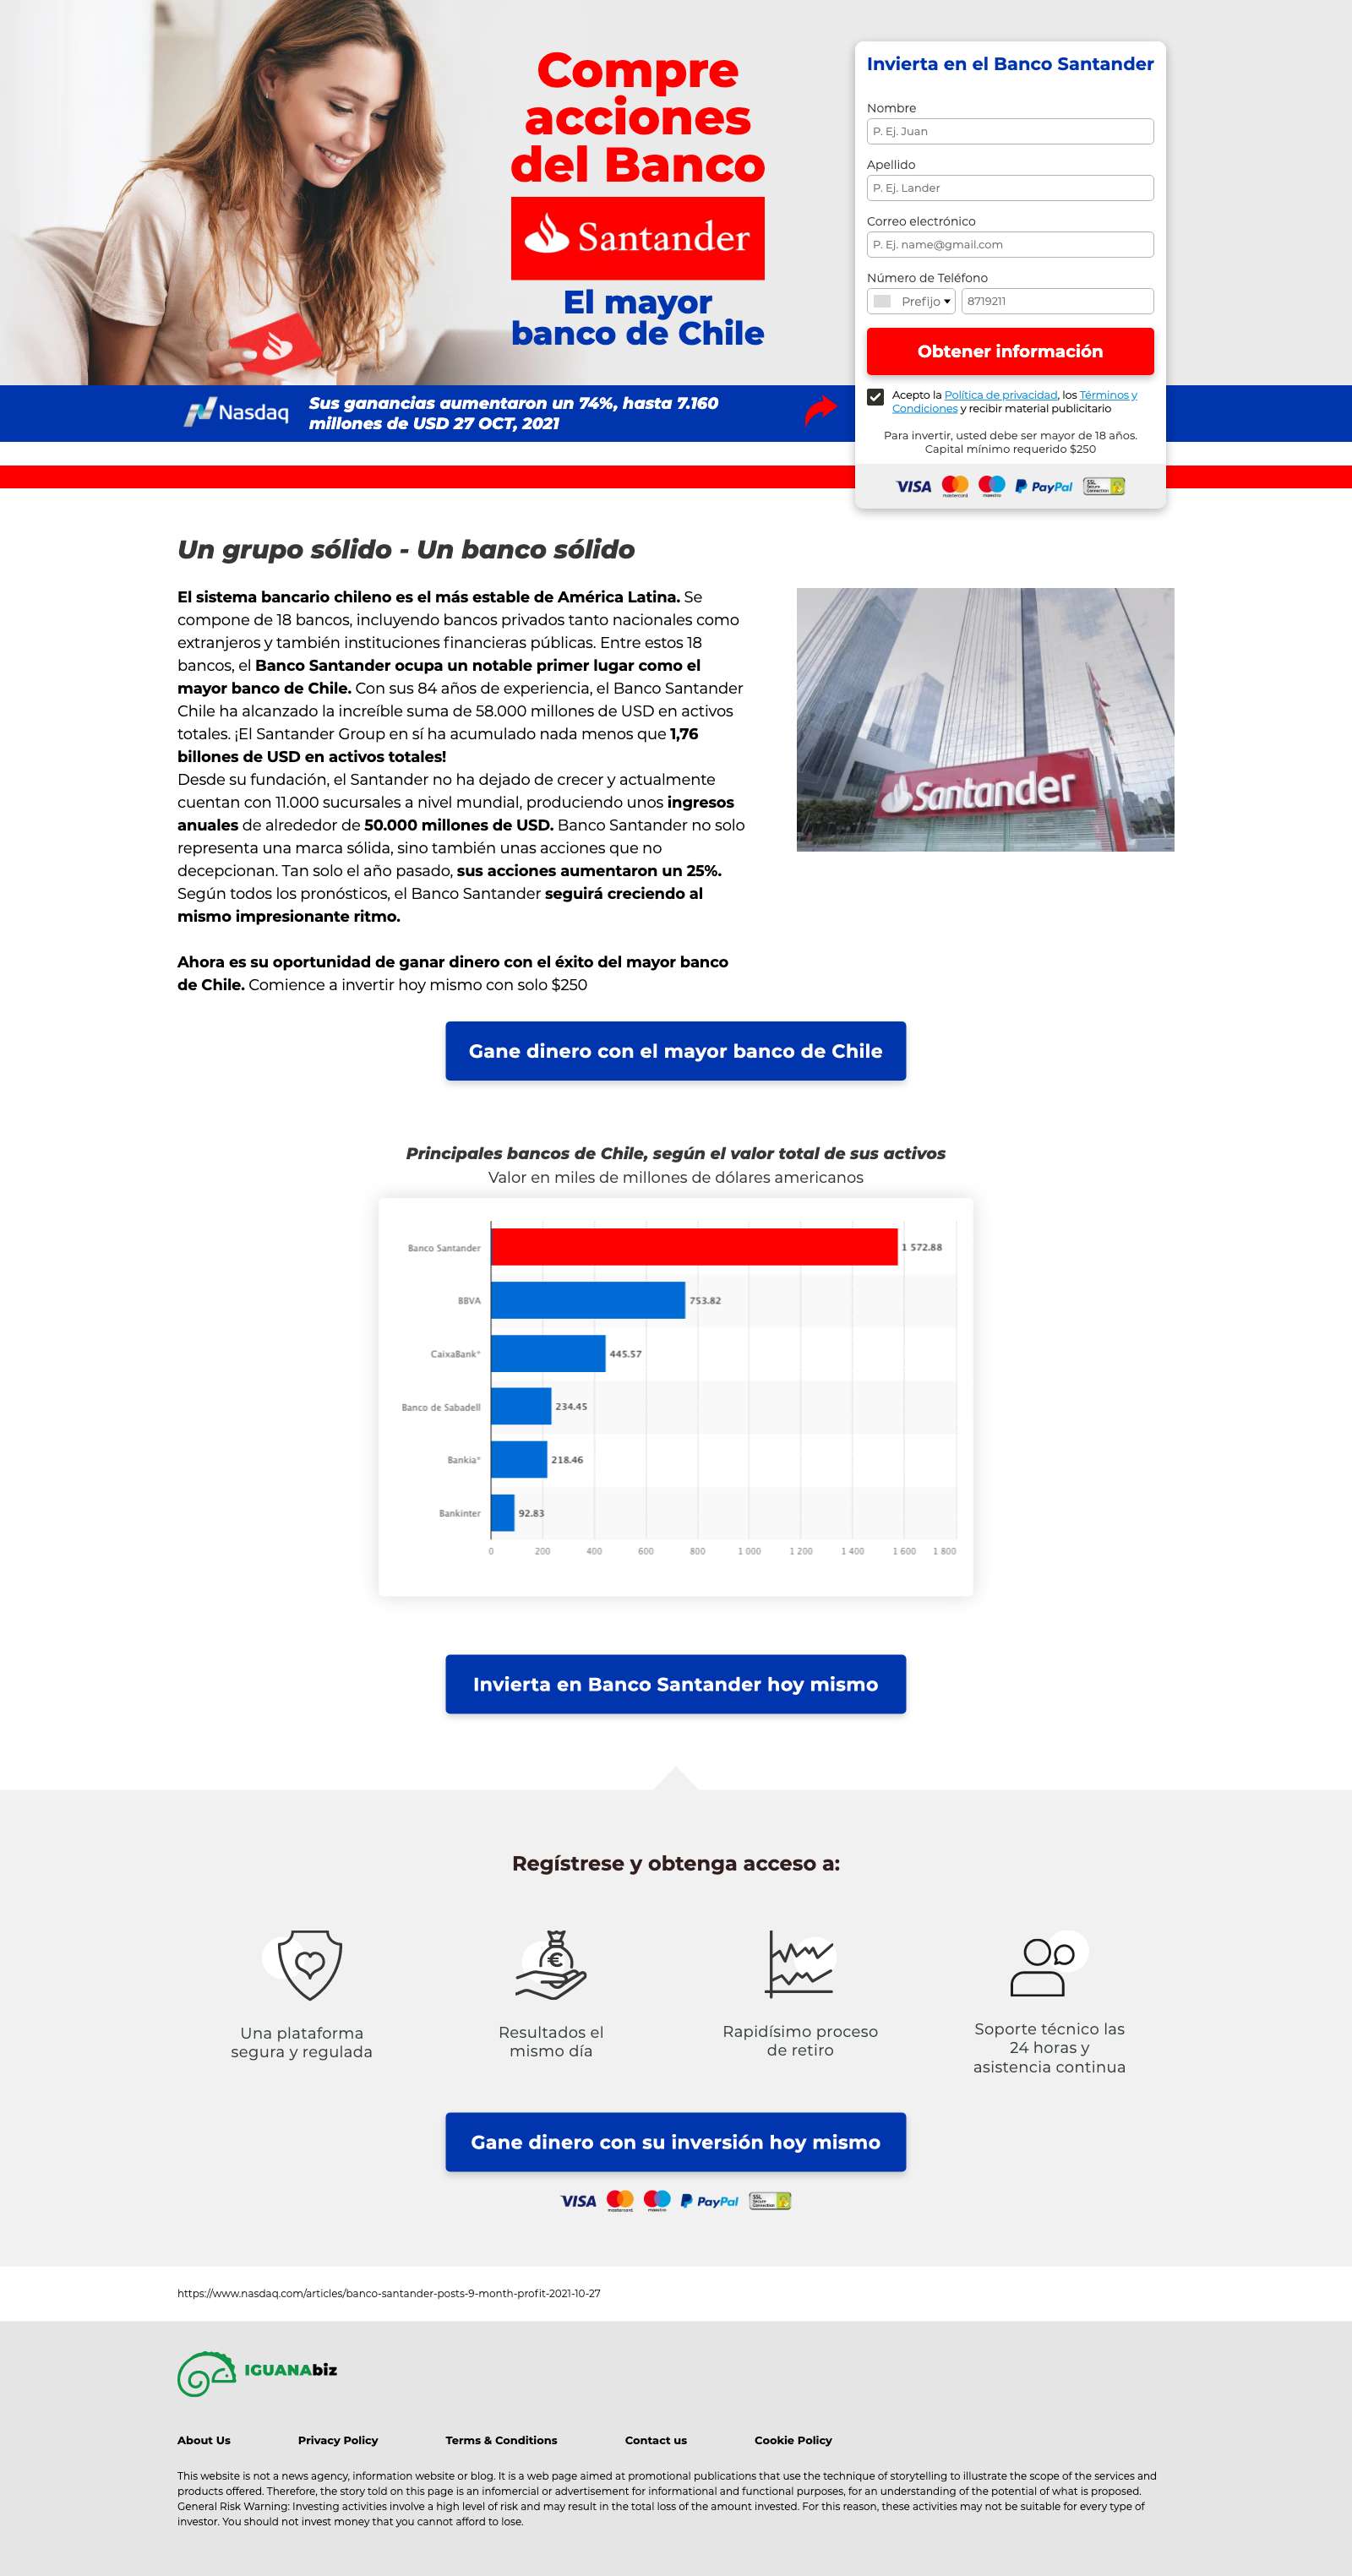 Compre
acciones
del Banco
Santander
El mayor
banco de Chile
Invierta en el Banco Santander
Nombre
P. Ej. Juan
Apellido
P. Ej. Lander
Correo electrónico
P. Ej. name@gmail.com
Número de Teléfono
Prefijo
8719211
Obtener información
Acepto la Política de privacidad, los Términos y
Condiciones y recibir material publicitario
Para invertir, usted debe ser mayor de 18 años.
Capital mínimo requerido $250
VISA mastercard maestro PayPal SSL Secure Connection
Nasdaq
Sus ganancias aumentaron un 74%, hasta 7.160
millones de USD 27 OCT, 2021
Un grupo sólido - Un banco sólido
El sistema bancario chileno es el más estable de América Latina. Se
compone de 18 bancos, incluyendo bancos privados tanto nacionales como
extranjeros y también instituciones financieras públicas. Entre estos 18
bancos, el Banco Santander ocupa un notable primer lugar como el
mayor banco de Chile. Con sus 84 años de experiencia, el Banco Santander
Chile ha alcanzado la increíble suma de 58.000 millones de USD en activos
totales. ¡El Santander Group en sí ha acumulado nada menos que 1,76
billones de USD en activos totales!
Desde su fundación, el Santander no ha dejado de crecer y actualmente
cuentan con 11.000 sucursales a nivel mundial, produciendo unos ingresos
anuales de alrededor de 50.000 millones de USD. Banco Santander no solo
representa una marca sólida, sino también unas acciones que no
decepcionan. Tan solo el año pasado, sus acciones aumentaron un 25%.
Según todos los pronósticos, el Banco Santander seguirá creciendo al
mismo impresionante ritmo.
Ahora es su oportunidad de ganar dinero con el éxito del mayor banco
de Chile. Comience a invertir hoy mismo con solo $250
Santander
Gane dinero con el mayor banco de Chile
Principales bancos de Chile, según el valor total de sus activos
Valor en miles de millones de dólares americanos
Banco Santander 1 572.88
BBVA 753.82
CaixaBank* 445.57
Banco de Sabadell 234.45
Bankia* 218.46
Bankinter 92.83
0 200 400 600 800 1 000 1 200 1 400 1 600 1 800
Invierta en Banco Santander hoy mismo
Regístrese y obtenga acceso a:
Una plataforma
segura y regulada
Resultados el
mismo día
Rapidísimo proceso
de retiro
Soporte técnico las
24 horas y
asistencia continua
Gane dinero con su inversión hoy mismo
VISA mastercard maestro PayPal SSL Secure Connection
https://www.nasdaq.com/articles/banco-santander-posts-9-month-profit-2021-10-27
IGUANAbiz
About Us Privacy Policy Terms & Conditions Contact us Cookie Policy
This website is not a news agency, information website or blog. It is a web page aimed at promotional publications that use the technique of storytelling to illustrate the scope of the services and
products offered. Therefore, the story told on this page is an infomercial or advertisement for informational and functional purposes, for an understanding of the potential of what is proposed.
General Risk Warning: Investing activities involve a high level of risk and may result in the total loss of the amount invested. For this reason, these activities may not be suitable for every type of
investor. You should not invest money that you cannot afford to lose.